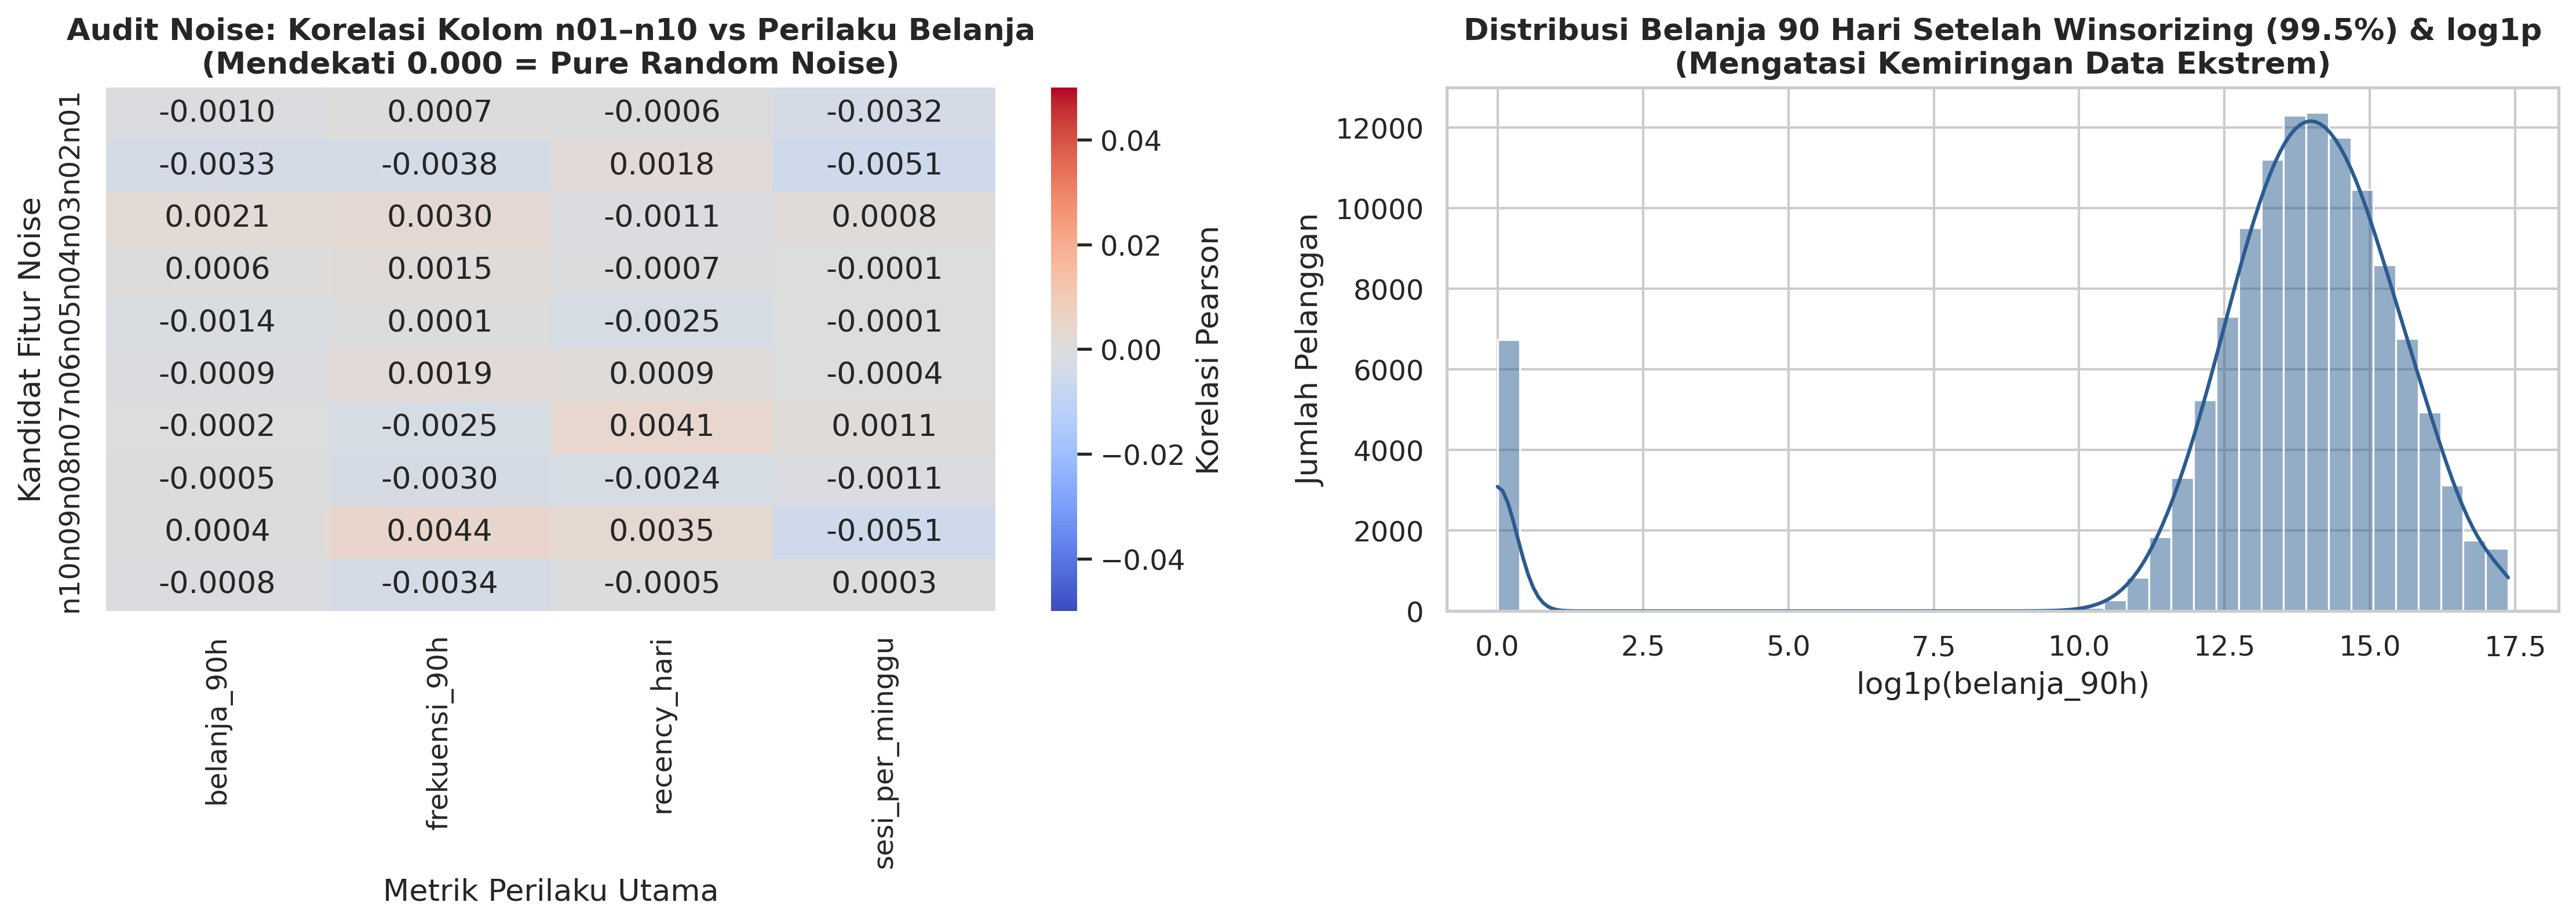 Audit Noise: Korelasi Kolom n01–n10 vs Perilaku Belanja
(Mendekati 0.000 = Pure Random Noise)
Kandidat Fitur Noise
n01
n02
n03
n04
n05
n06
n07
n08
n09
n10
-0.0010 0.0007 -0.0006 -0.0032
-0.0033 -0.0038 0.0018 -0.0051
0.0021 0.0030 -0.0011 0.0008
0.0006 0.0015 -0.0007 -0.0001
-0.0014 0.0001 -0.0025 -0.0001
-0.0009 0.0019 0.0009 -0.0004
-0.0002 -0.0025 0.0041 0.0011
-0.0005 -0.0030 -0.0024 -0.0011
0.0004 0.0044 0.0035 -0.0051
-0.0008 -0.0034 -0.0005 0.0003
belanja_90h
frekuensi_90h
recency_hari
sesi_per_minggu
Metrik Perilaku Utama
0.04
0.02
0.00
−0.02
−0.04
Korelasi Pearson
Distribusi Belanja 90 Hari Setelah Winsorizing (99.5%) & log1p
(Mengatasi Kemiringan Data Ekstrem)
Jumlah Pelanggan
12000
10000
8000
6000
4000
2000
0
0.0 2.5 5.0 7.5 10.0 12.5 15.0 17.5
log1p(belanja_90h)